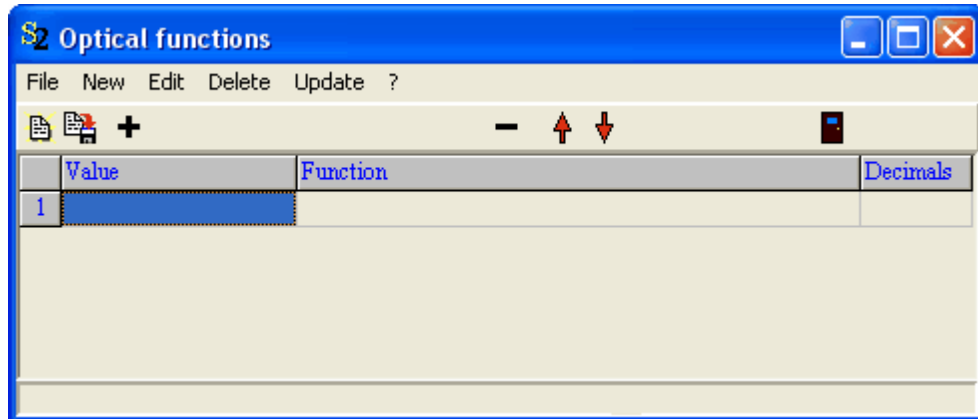 S2 Optical functions
File New Edit Delete Update ?
Value Function Decimals
1